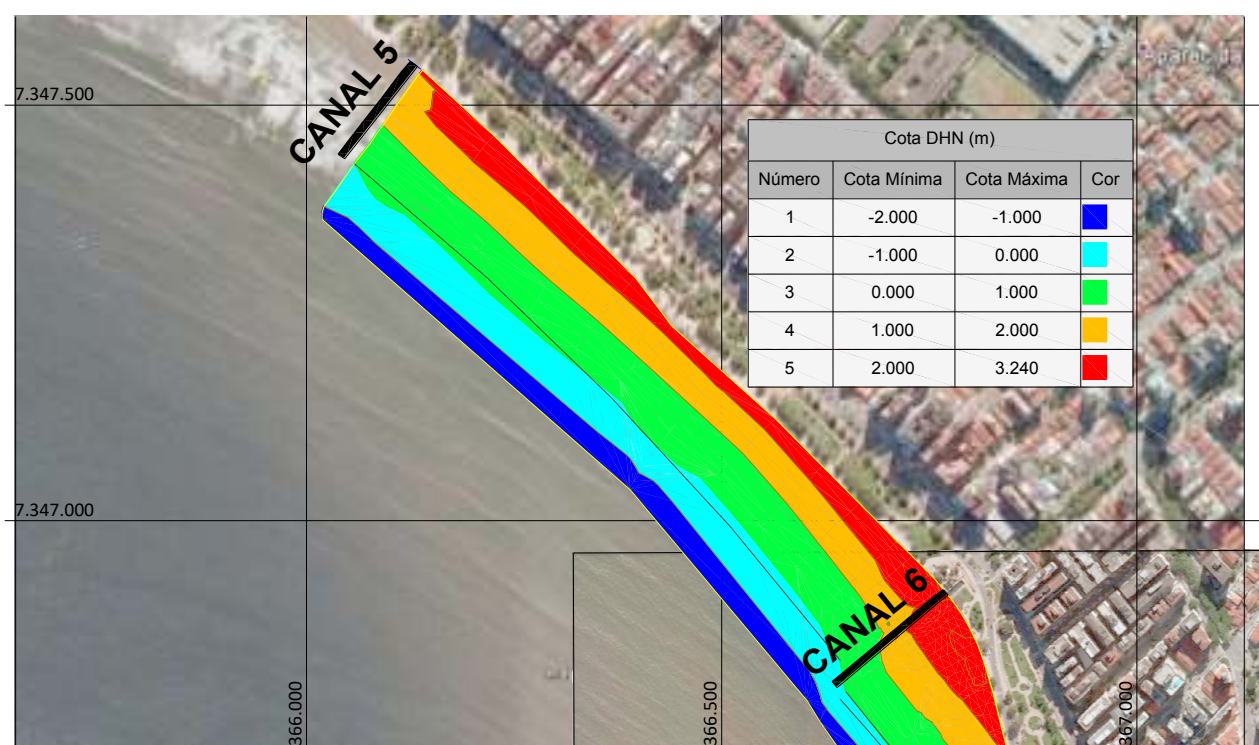 CANAL 5
7.347.500
Aparecida
Cota DHN (m)
Número Cota Mínima Cota Máxima Cor
1 -2.000 -1.000
2 -1.000 0.000
3 0.000 1.000
4 1.000 2.000
5 2.000 3.240
7.347.000
CANAL 6
366.000
366.500
367.000